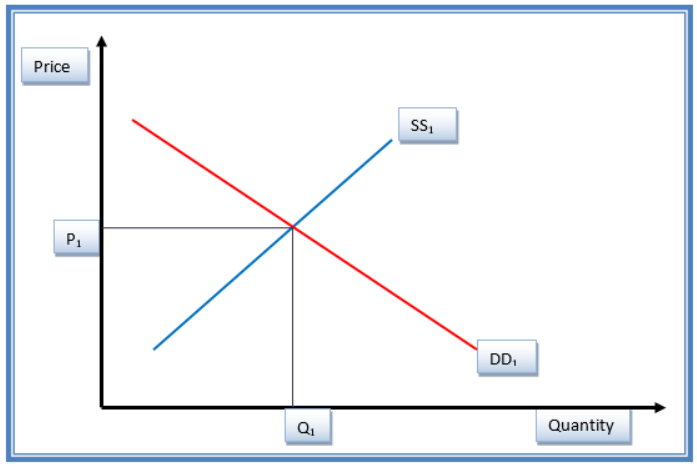 Price
SS₁
P₁
DD₁
Q₁
Quantity